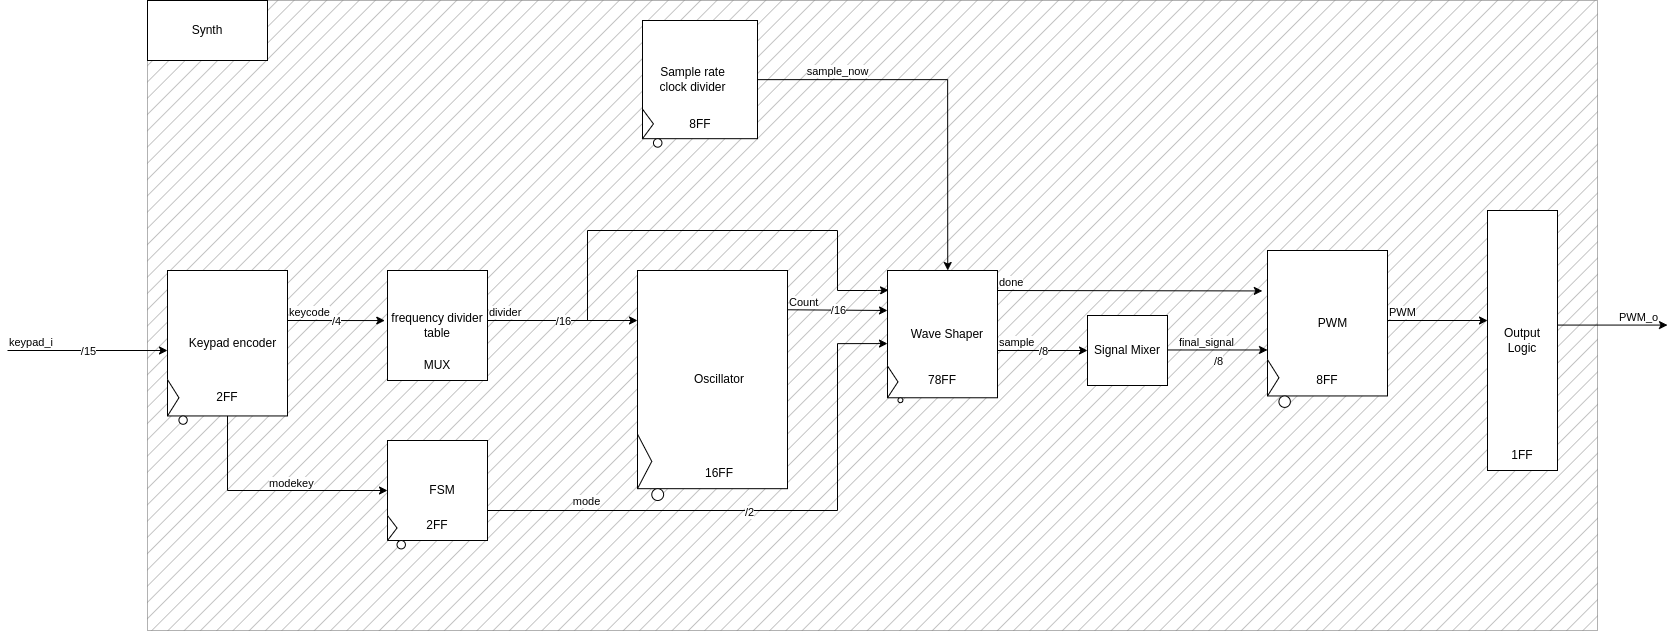 Synth
Sample rate
clock divider
8FF
sample_now
keypad_i
/15
Keypad encoder
2FF
keycode
/4
frequency divider
table
MUX
divider
/16
Oscillator
16FF
Count
/16
modekey
FSM
2FF
mode
/2
Wave Shaper
78FF
done
sample
/8
Signal Mixer
final_signal
/8
PWM
8FF
PWM
Output
Logic
1FF
PWM_o